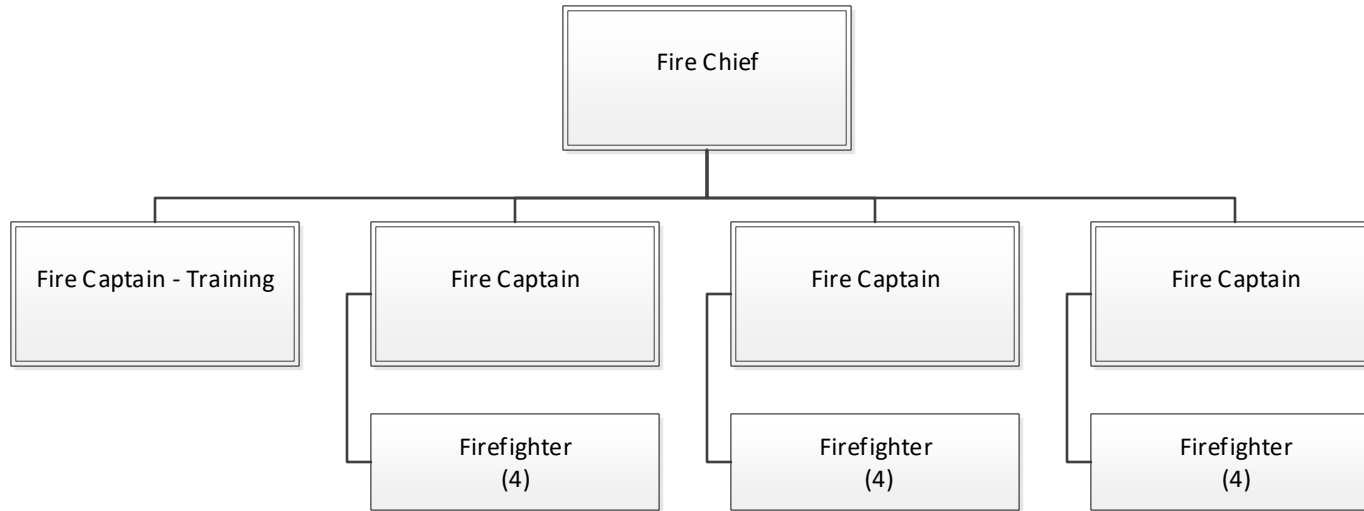 Fire Chief
Fire Captain - Training
Fire Captain
Fire Captain
Fire Captain
Firefighter
(4)
Firefighter
(4)
Firefighter
(4)